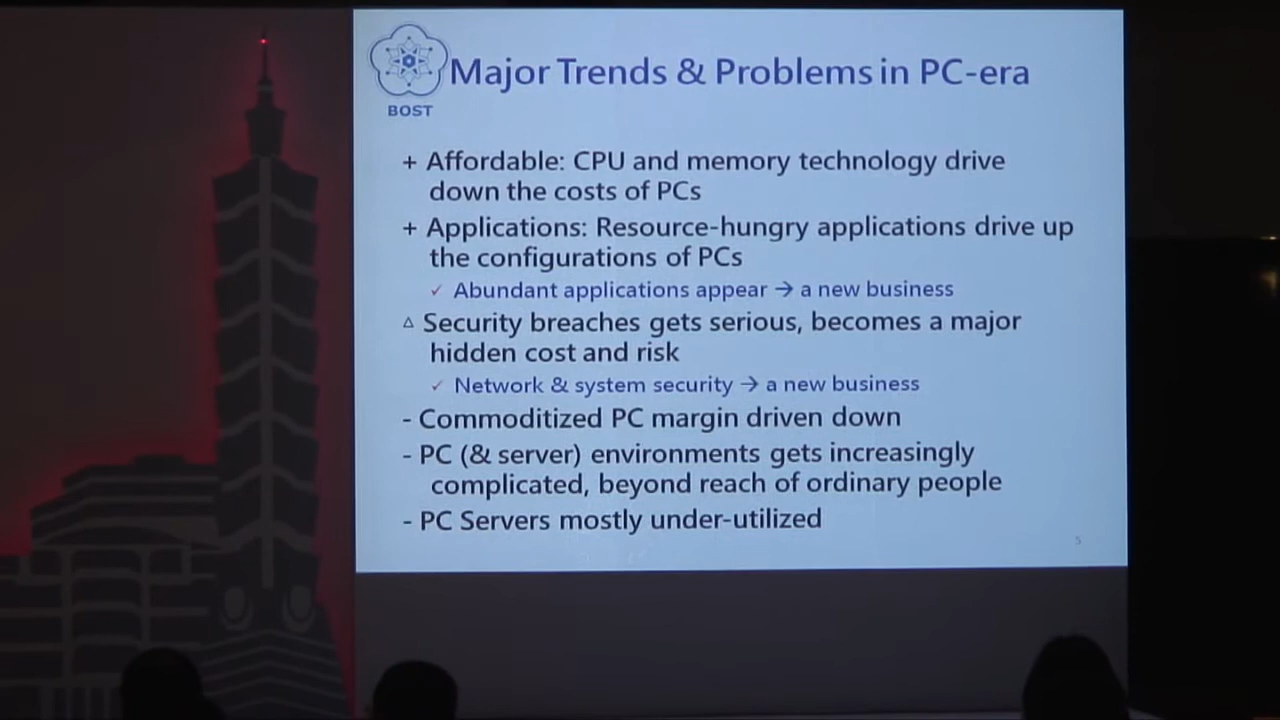 BOST
Major Trends & Problems in PC-era
+ Affordable: CPU and memory technology drive
down the costs of PCs
+ Applications: Resource-hungry applications drive up
the configurations of PCs
✓ Abundant applications appear → a new business
△ Security breaches gets serious, becomes a major
hidden cost and risk
✓ Network & system security → a new business
- Commoditized PC margin driven down
- PC (& server) environments gets increasingly
complicated, beyond reach of ordinary people
- PC Servers mostly under-utilized
5